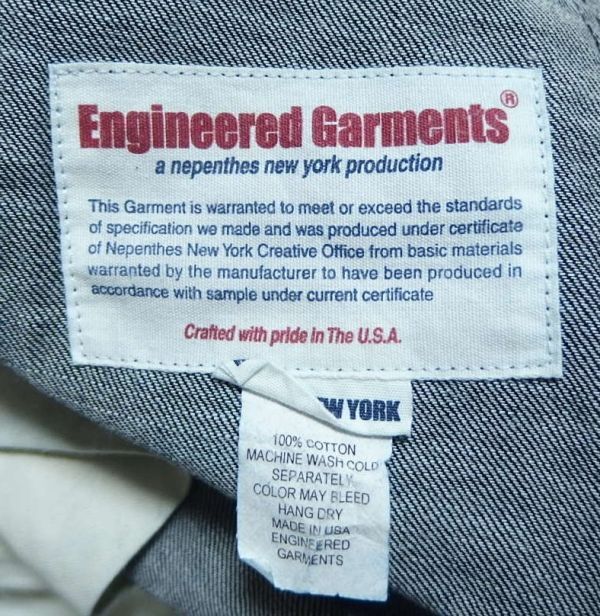 Engineered Garments®
a nepenthes new york production
This Garment is warranted to meet or exceed the standards
of specification we made and was produced under certificate
of Nepenthes New York Creative Office from basic materials
warranted by the manufacturer to have been produced in
accordance with sample under current certificate
Crafted with pride in The U.S.A.
W YORK
100% COTTON
MACHINE WASH COLD
SEPARATELY
COLOR MAY BLEED
HANG DRY
MADE IN USA
ENGINEERED
GARMENTS